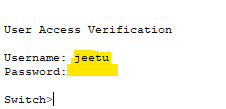 User Access Verification
Username: jeetu
Password:
Switch>